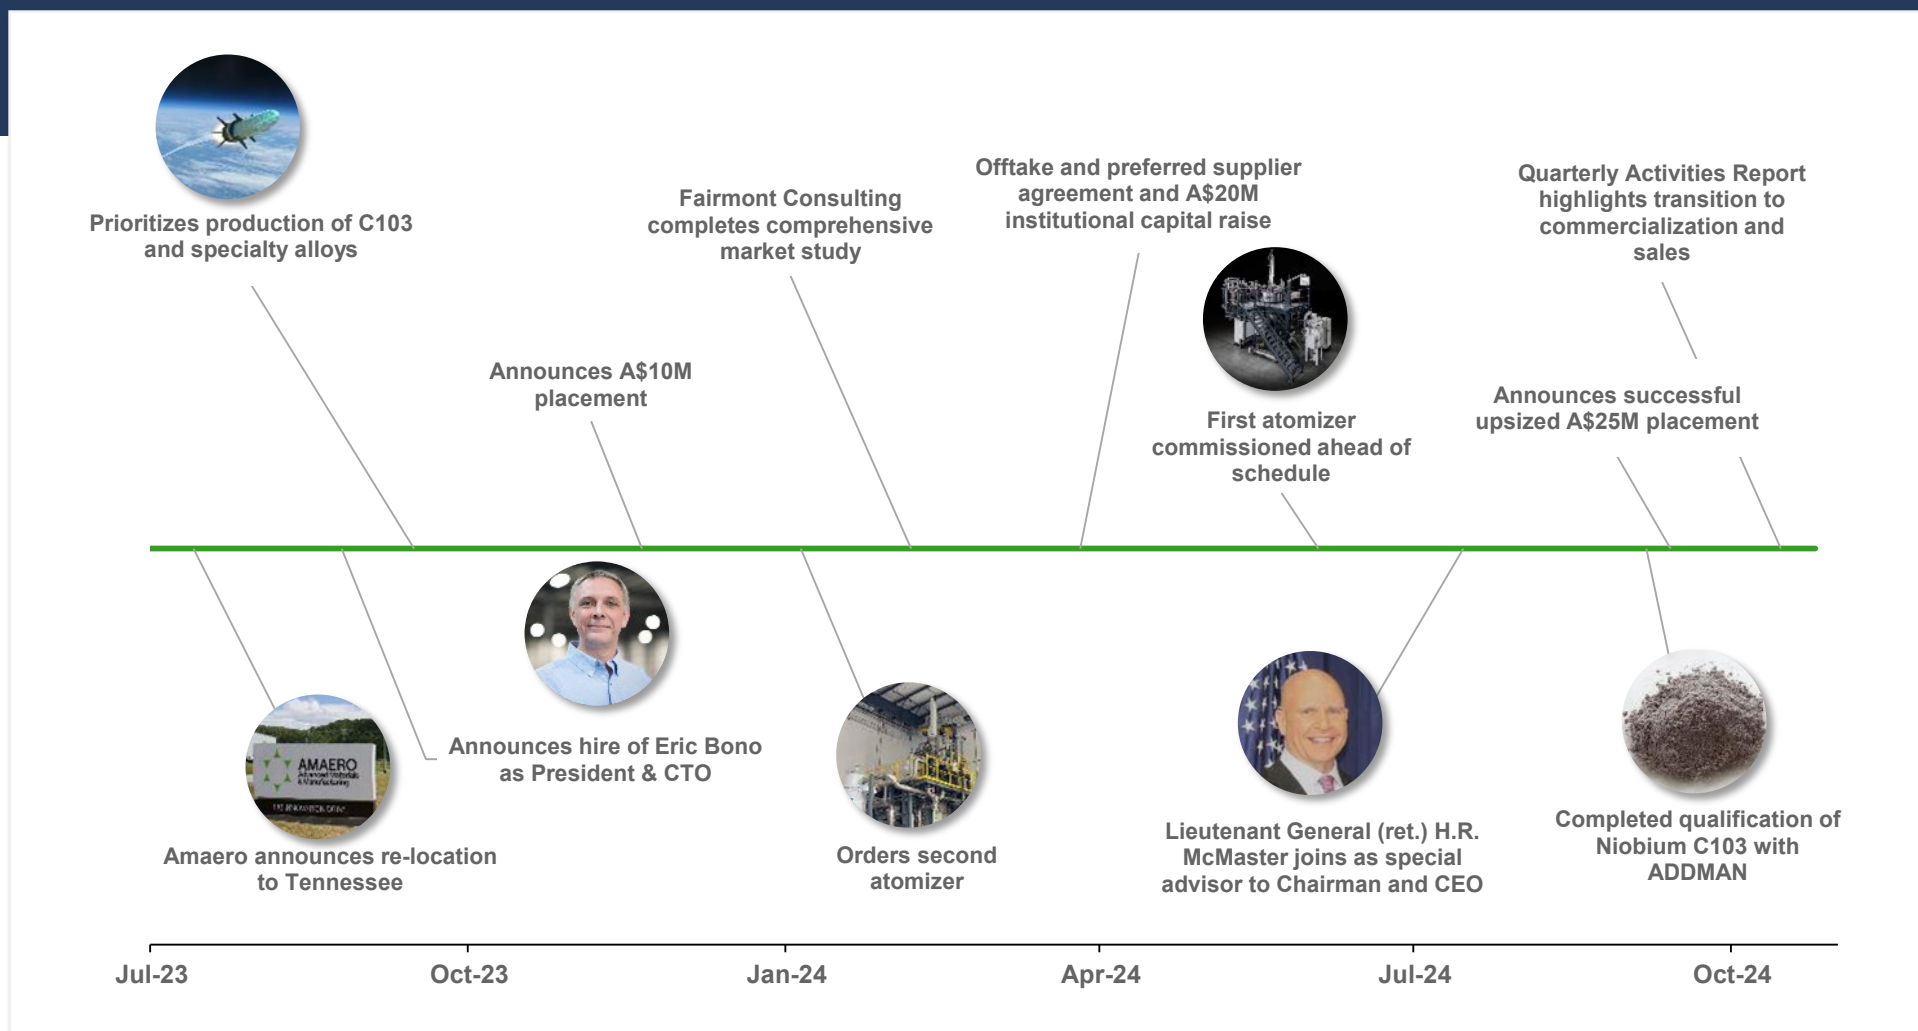 Prioritizes production of C103
and specialty alloys
Announces A$10M
placement
Fairmont Consulting
completes comprehensive
market study
Offtake and preferred supplier
agreement and A$20M
institutional capital raise
First atomizer
commissioned ahead of
schedule
Quarterly Activities Report
highlights transition to
commercialization and
sales
Announces successful
upsized A$25M placement
AMAERO
Advanced Materials
& Manufacturing
Amaero announces re-location
to Tennessee
Announces hire of Eric Bono
as President & CTO
Orders second
atomizer
Lieutenant General (ret.) H.R.
McMaster joins as special
advisor to Chairman and CEO
Completed qualification of
Niobium C103 with
ADDMAN
Jul-23
Oct-23
Jan-24
Apr-24
Jul-24
Oct-24